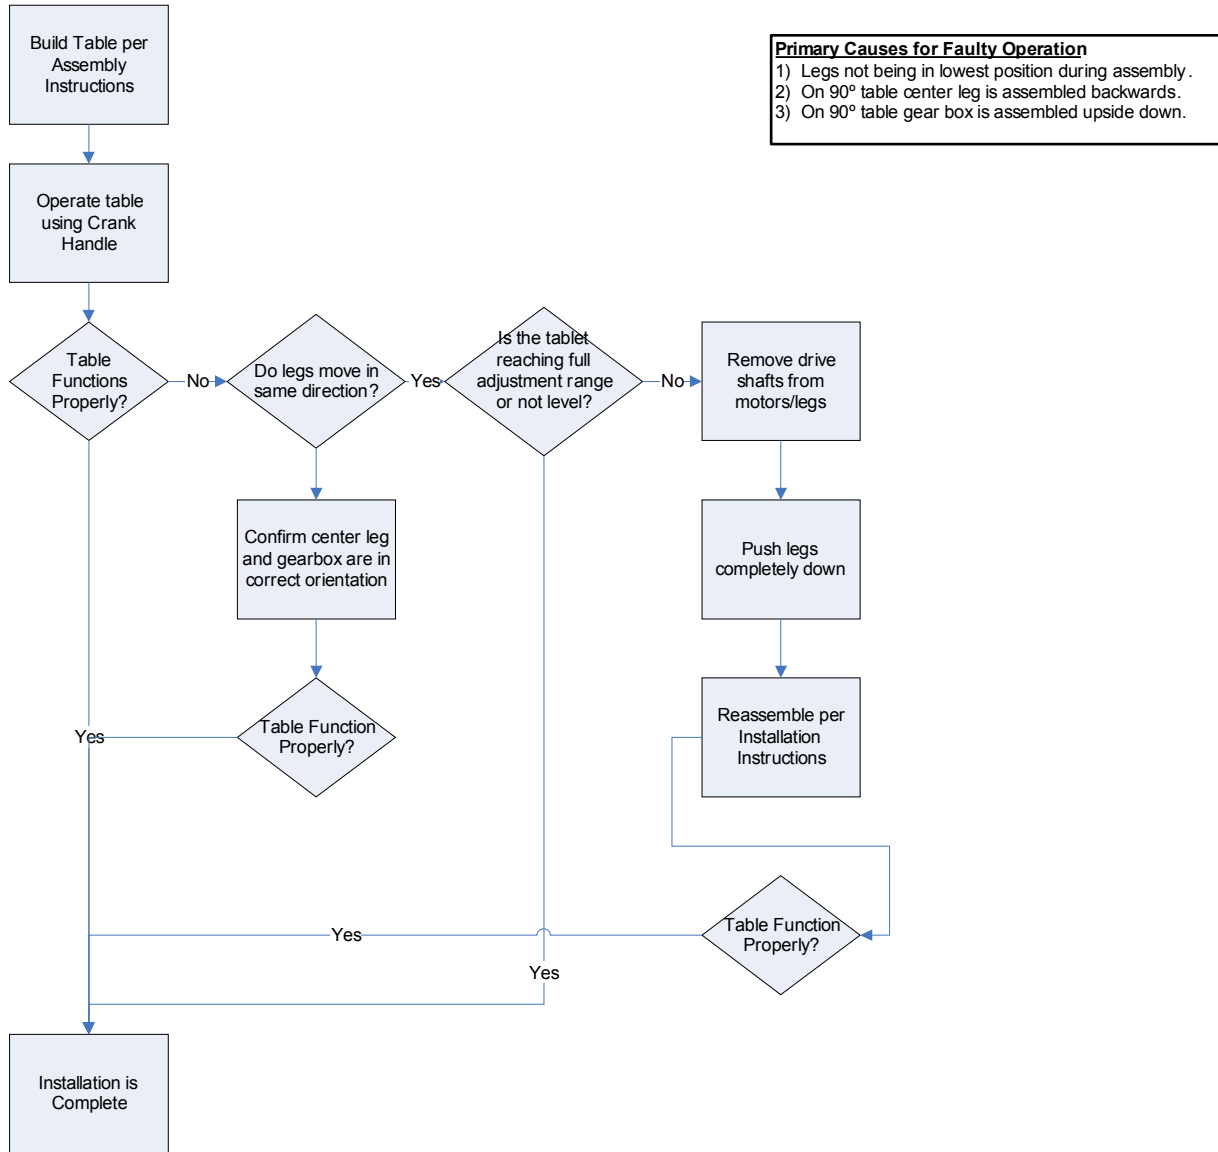 Build Table per
Assembly
Instructions
Primary Causes for Faulty Operation
1) Legs not being in lowest position during assembly.
2) On 90º table center leg is assembled backwards.
3) On 90º table gear box is assembled upside down.
Operate table
using Crank
Handle
Table
Functions
Properly?
No
Do legs move in
same direction?
Yes
Is the tablet
reaching full
adjustment range
or not level?
No
Remove drive
shafts from
motors/legs
Confirm center leg
and gearbox are in
correct orientation
Push legs
completely down
Yes
Table Function
Properly?
Reassemble per
Installation
Instructions
Yes
Table Function
Properly?
Yes
Installation is
Complete